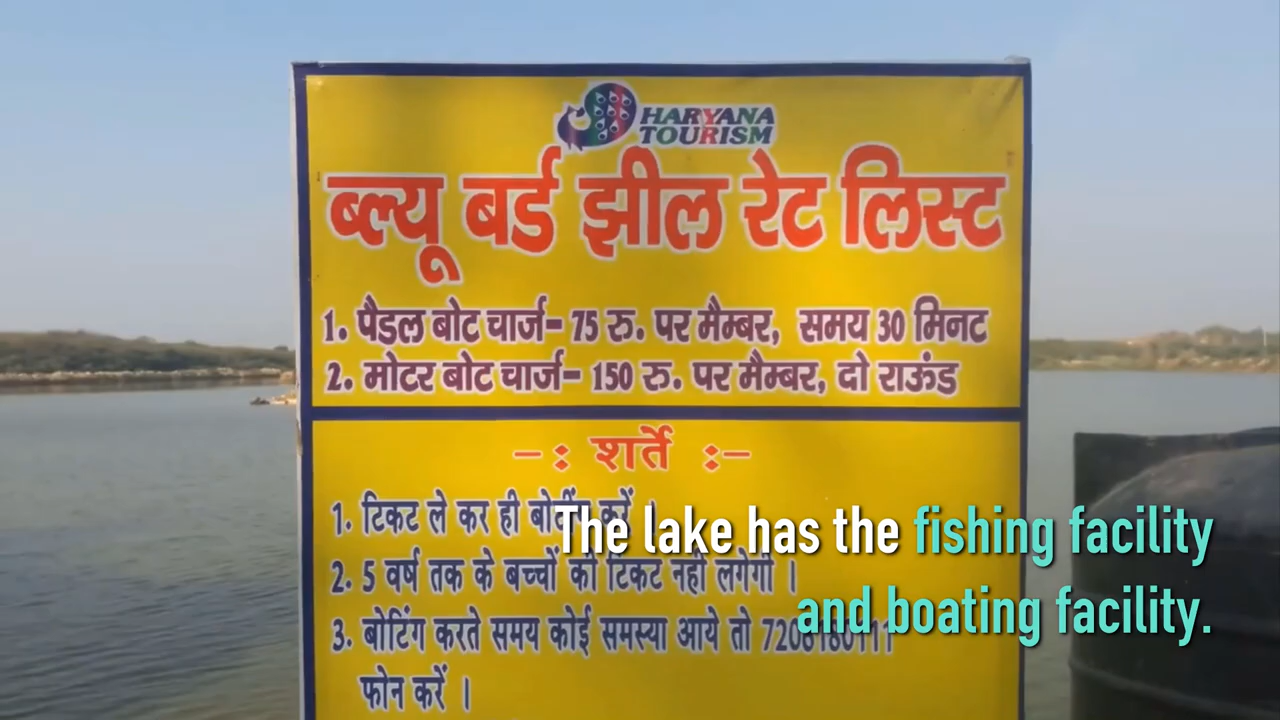 HARYANA
TOURISM
ब्ल्यू बर्ड झील रेट लिस्ट
1. पैडल बोट चार्ज– 75 रु. पर मैम्बर, समय 30 मिनट
2. मोटर बोट चार्ज– 150 रु. पर मैम्बर, दो राऊंड
–: शर्ते :–
1. टिकट ले कर ही बोटिंग करें ।
2. 5 वर्ष तक के बच्चों की टिकट नहीं लगेगी ।
3. बोटिंग करते समय कोई समस्या आये तो
फोन करें ।
The lake has the fishing facility
and boating facility.